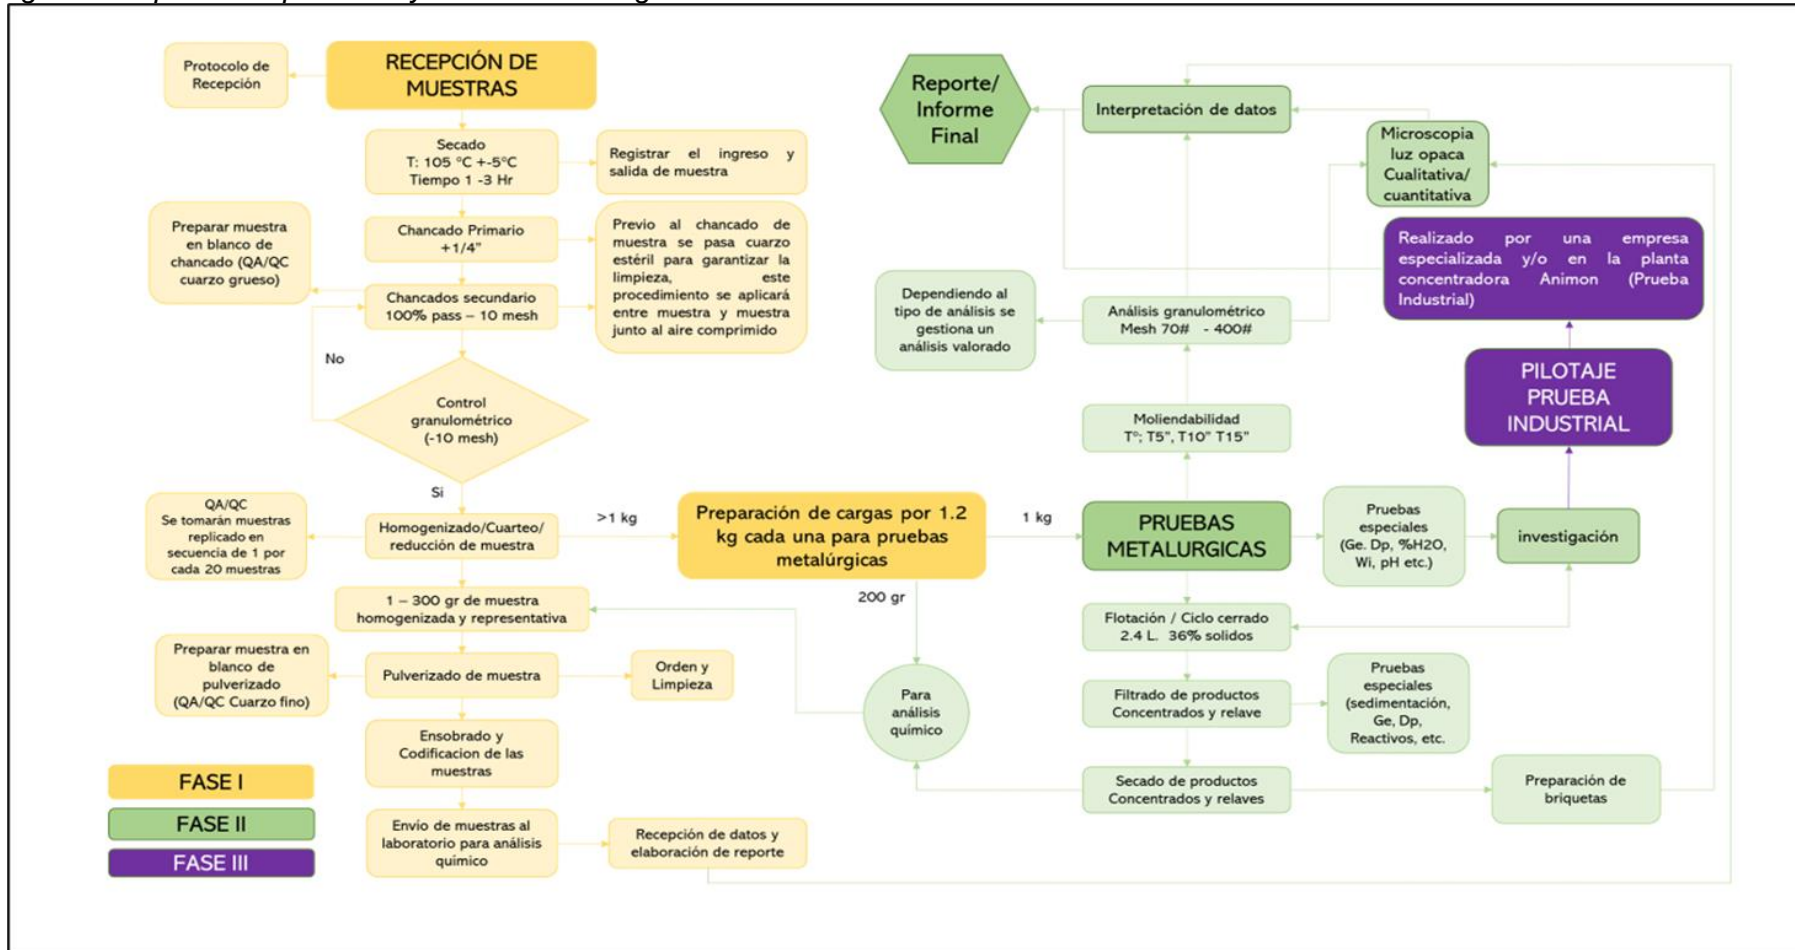 Protocolo de
Recepción
RECEPCIÓN DE
MUESTRAS
Secado
T: 105 °C +-5°C
Tiempo 1 -3 Hr
Registrar el ingreso y
salida de muestra
Chancado Primario
+1/4"
Previo al chancado de
muestra se pasa cuarzo
estéril para garantizar la
limpieza, este
procedimiento se aplicará
entre muestra y muestra
junto al aire comprimido
Preparar muestra
en blanco de
chancado (QA/QC
cuarzo grueso)
Chancados secundario
100% pass – 10 mesh
No
Control
granulométrico
(-10 mesh)
Si
QA/QC
Se tomarán muestras
replicado en
secuencia de 1 por
cada 20 muestras
Homogenizado/Cuarteo/
reducción de muestra
>1 kg
Preparación de cargas por 1.2
kg cada una para pruebas
metalúrgicas
1 kg
200 gr
1 – 300 gr de muestra
homogenizada y representativa
Preparar muestra en
blanco de
pulverizado
(QA/QC Cuarzo fino)
Pulverizado de muestra
Orden y
Limpieza
Para
análisis
químico
Ensobrado y
Codificacion de las
muestras
Envío de muestras al
laboratorio para análisis
químico
Recepción de datos y
elaboración de reporte
FASE I
FASE II
FASE III
Reporte/
Informe
Final
Interpretación de datos
Microscopia
luz opaca
Cualitativa/
cuantitativa
Realizado por una empresa
especializada y/o en la planta
concentradora Animon (Prueba
Industrial)
Dependiendo al
tipo de análisis se
gestiona un
análisis valorado
Análisis granulométrico
Mesh 70# - 400#
PILOTAJE
PRUEBA
INDUSTRIAL
Moliendabilidad
T°; T5", T10" T15"
PRUEBAS
METALURGICAS
Pruebas
especiales
(Ge. Dp, %H2O,
Wi, pH etc.)
investigación
Flotación / Ciclo cerrado
2.4 L. 36% solidos
Filtrado de productos
Concentrados y relave
Pruebas
especiales
(sedimentación,
Ge, Dp,
Reactivos, etc.
Secado de productos
Concentrados y relaves
Preparación de
briquetas